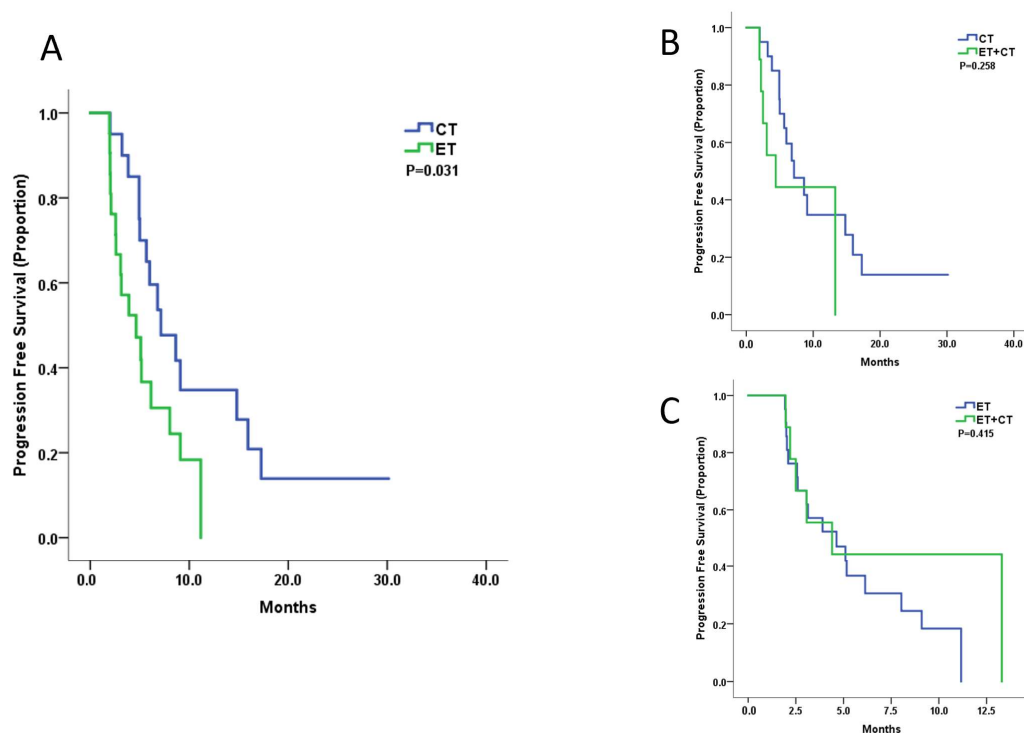 A
1.0
0.8
0.6
0.4
0.2
0.0
Progression Free Survival (Proportion)
CT
ET
P=0.031
0.0 10.0 20.0 30.0 40.0
Months
B
1.0
0.8
0.6
0.4
0.2
0.0
Progression Free Survival (Proportion)
CT
ET+CT
P=0.258
0.0 10.0 20.0 30.0 40.0
Months
C
1.0
0.8
0.6
0.4
0.2
0.0
Progression Free Survival (Proportion)
ET
ET+CT
P=0.415
0.0 2.5 5.0 7.5 10.0 12.5
Months